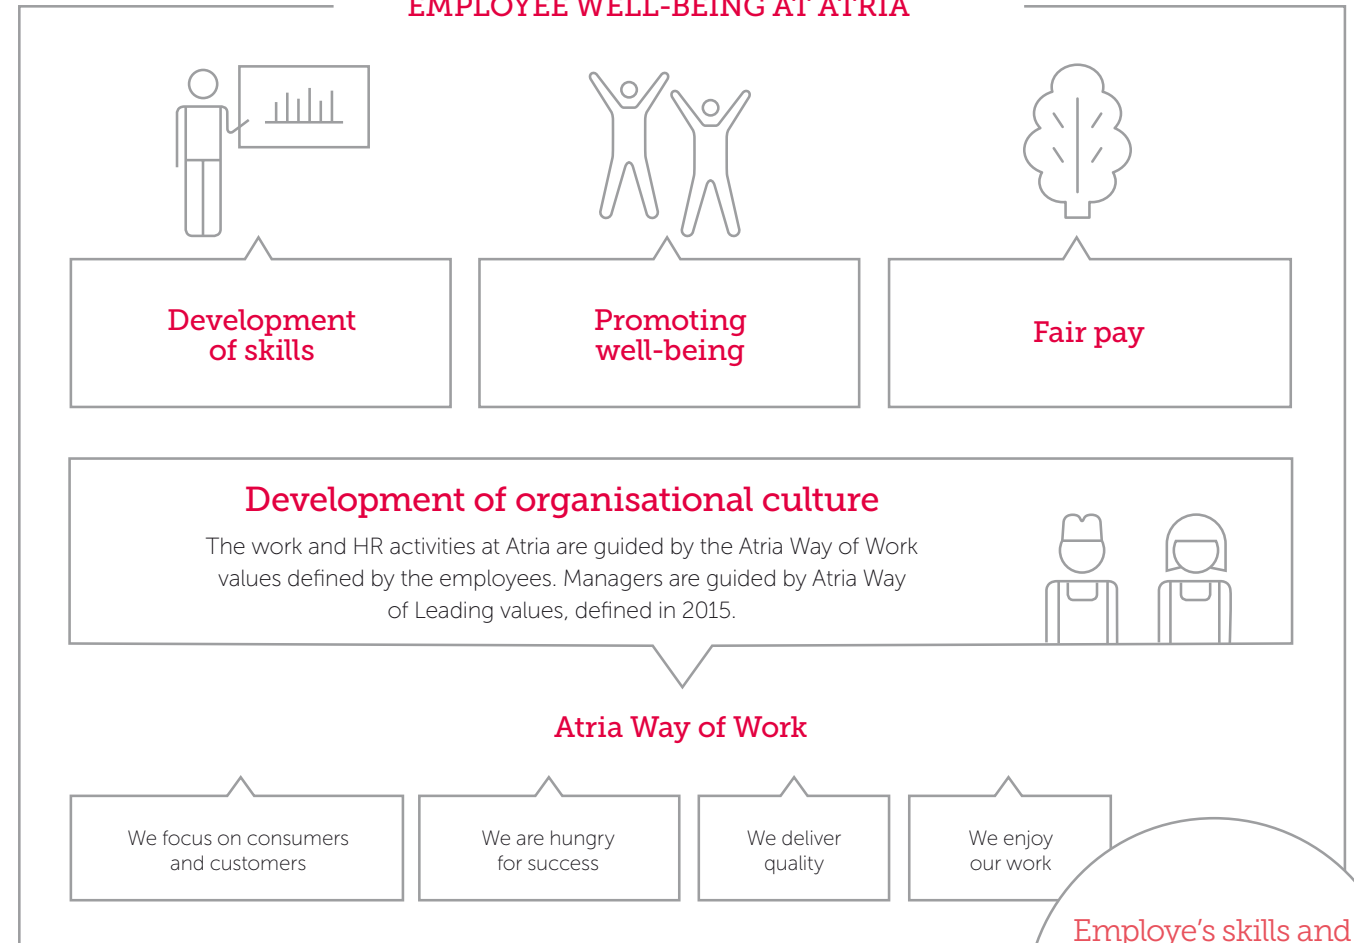 EMPLOYEE WELL-BEING AT ATRIA
Development
of skills
Promoting
well-being
Fair pay
Development of organisational culture
The work and HR activities at Atria are guided by the Atria Way of Work
values defined by the employees. Managers are guided by Atria Way
of Leading values, defined in 2015.
Atria Way of Work
We focus on consumers
and customers
We are hungry
for success
We deliver
quality
We enjoy
our work
Employe's skills and